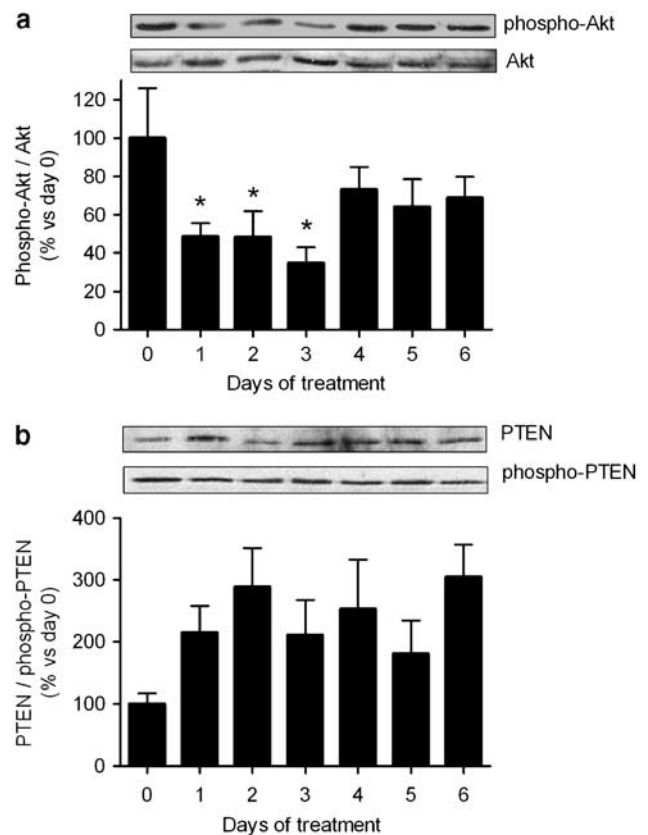 a
phospho-Akt
Akt
Phospho-Akt / Akt
(% vs day 0)
120
100
80
60
40
20
0
* * *
0 1 2 3 4 5 6
Days of treatment
b
PTEN
phospho-PTEN
PTEN / phospho-PTEN
(% vs day 0)
400
300
200
100
0
0 1 2 3 4 5 6
Days of treatment